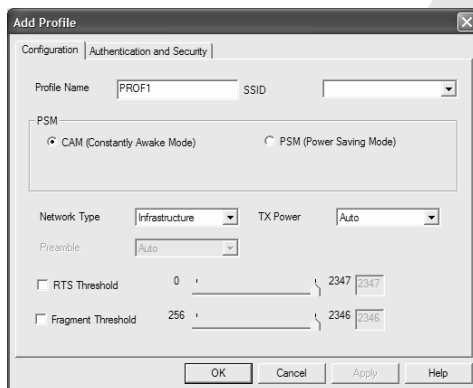 Add Profile
Configuration Authentication and Security
Profile Name PROF1 SSID
PSM
CAM (Constantly Awake Mode) PSM (Power Saving Mode)
Network Type Infrastructure TX Power Auto
Preamble Auto
RTS Threshold 0 2347 2347
Fragment Threshold 256 2346 2346
OK Cancel Apply Help